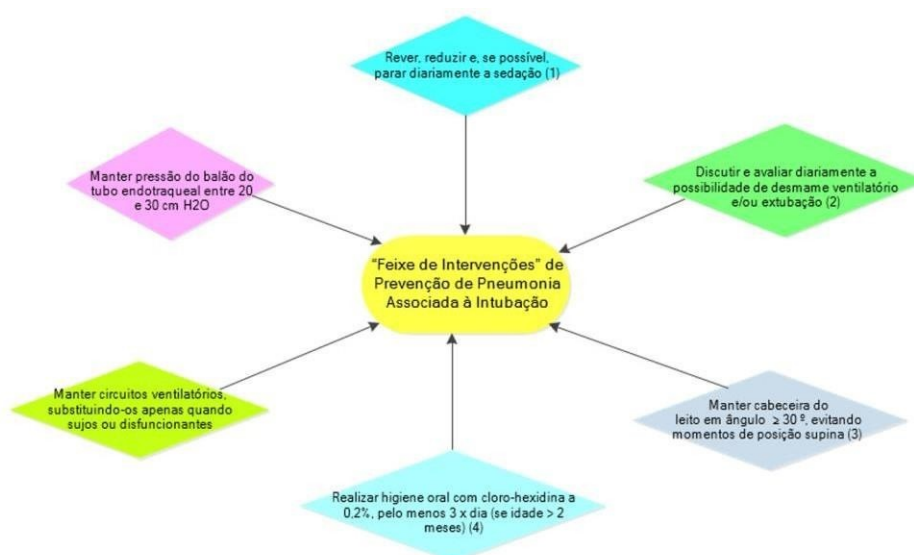 Rever, reduzir e, se possível,
parar diariamente a sedação (1)
Manter pressão do balão do
tubo endotraqueal entre 20
e 30 cm H2O
Discutir e avaliar diariamente a
possibilidade de desmame ventilatório
e/ou extubação (2)
“Feixe de Intervenções” de
Prevenção de Pneumonia
Associada à Intubação
Manter circuitos ventilatórios,
substituindo-os apenas quando
sujos ou disfuncionantes
Manter cabeceira do
leito em ângulo ≥ 30 º, evitando
momentos de posição supina (3)
Realizar higiene oral com cloro-hexidina a
0,2%, pelo menos 3 x dia (se idade > 2
meses) (4)